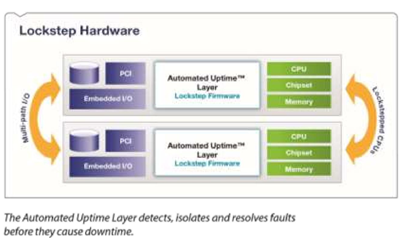 Lockstep Hardware
PCI
Embedded I/O
Automated Uptime™
Layer
Lockstep Firmware
CPU
Chipset
Memory
Multi-path I/O
Lockstepped CPUs
PCI
Embedded I/O
Automated Uptime™
Layer
Lockstep Firmware
CPU
Chipset
Memory
The Automated Uptime Layer detects, isolates and resolves faults
before they cause downtime.